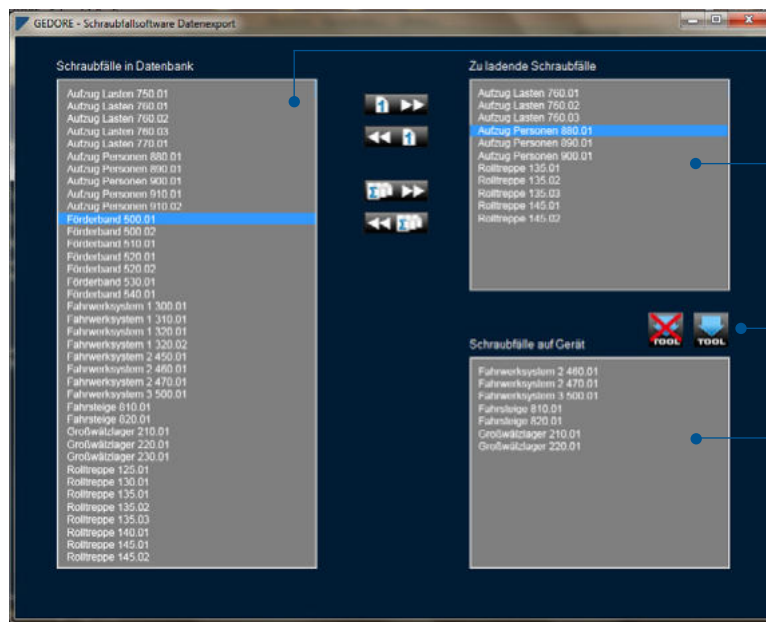 GEDORE - Schraubfallsoftware Datenexport
Schraubfälle in Datenbank
Aufzug Lasten 750.01
Aufzug Lasten 760.01
Aufzug Lasten 760.02
Aufzug Lasten 760.03
Aufzug Lasten 770.01
Aufzug Personen 880.01
Aufzug Personen 890.01
Aufzug Personen 900.01
Aufzug Personen 910.01
Aufzug Personen 910.02
Förderband 500.01
Förderband 500.02
Förderband 510.01
Förderband 520.01
Förderband 520.02
Förderband 530.01
Förderband 540.01
Fahrwerksystem 1 300.01
Fahrwerksystem 1 310.01
Fahrwerksystem 1 320.01
Fahrwerksystem 1 320.02
Fahrwerksystem 2 450.01
Fahrwerksystem 2 460.01
Fahrwerksystem 2 470.01
Fahrwerksystem 3 500.01
Fahrsteige 810.01
Fahrsteige 820.01
Großwälzlager 210.01
Großwälzlager 220.01
Großwälzlager 230.01
Rolltreppe 125.01
Rolltreppe 130.01
Rolltreppe 135.01
Rolltreppe 135.02
Rolltreppe 135.03
Rolltreppe 140.01
Rolltreppe 145.01
Rolltreppe 145.02
1
1
Σ
Σ
Zu ladende Schraubfälle
Aufzug Lasten 760.01
Aufzug Lasten 760.02
Aufzug Lasten 760.03
Aufzug Personen 880.01
Aufzug Personen 890.01
Aufzug Personen 900.01
Rolltreppe 135.01
Rolltreppe 135.02
Rolltreppe 135.03
Rolltreppe 145.01
Rolltreppe 145.02
TOOL TOOL
Schraubfälle auf Gerät
Fahrwerksystem 2 460.01
Fahrwerksystem 2 470.01
Fahrwerksystem 3 500.01
Fahrsteige 810.01
Fahrsteige 820.01
Großwälzlager 210.01
Großwälzlager 220.01